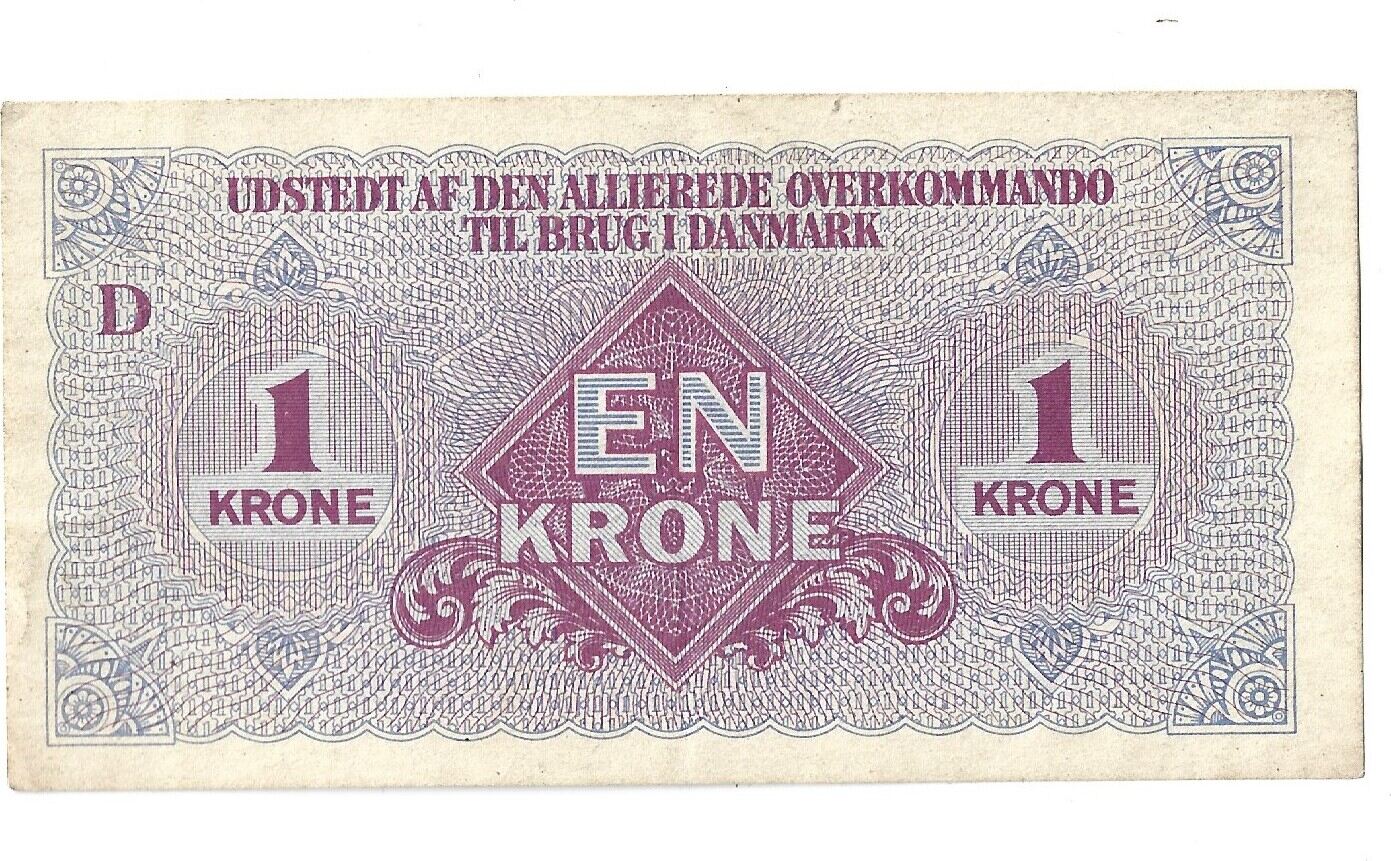 UDSTEDT AF DEN ALLIEREDE OVERKOMMANDO
TIL BRUG I DANMARK
D
1
KRONE
EN
KRONE
1
KRONE